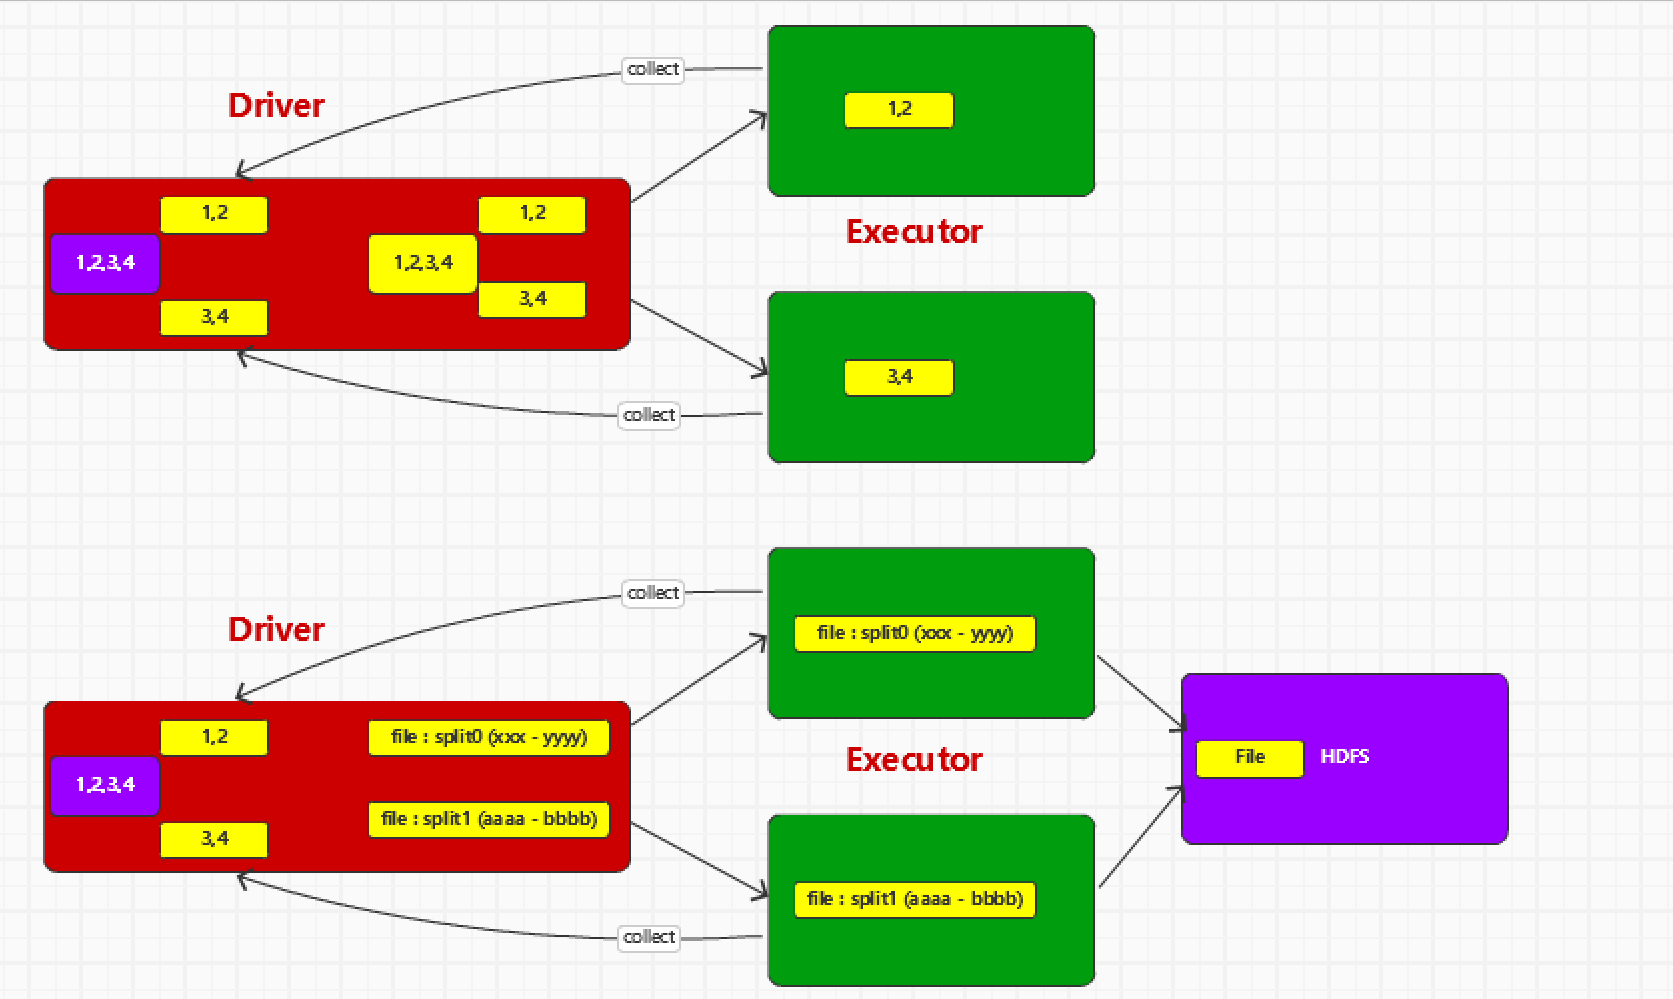 collect
Driver
1,2
1,2
1,2
1,2,3,4
1,2,3,4
Executor
3,4
3,4
3,4
collect
collect
Driver
file : split0 (xxx - yyyy)
1,2
file : split0 (xxx - yyyy)
1,2,3,4
Executor
File
HDFS
file : split1 (aaaa - bbbb)
3,4
file : split1 (aaaa - bbbb)
collect